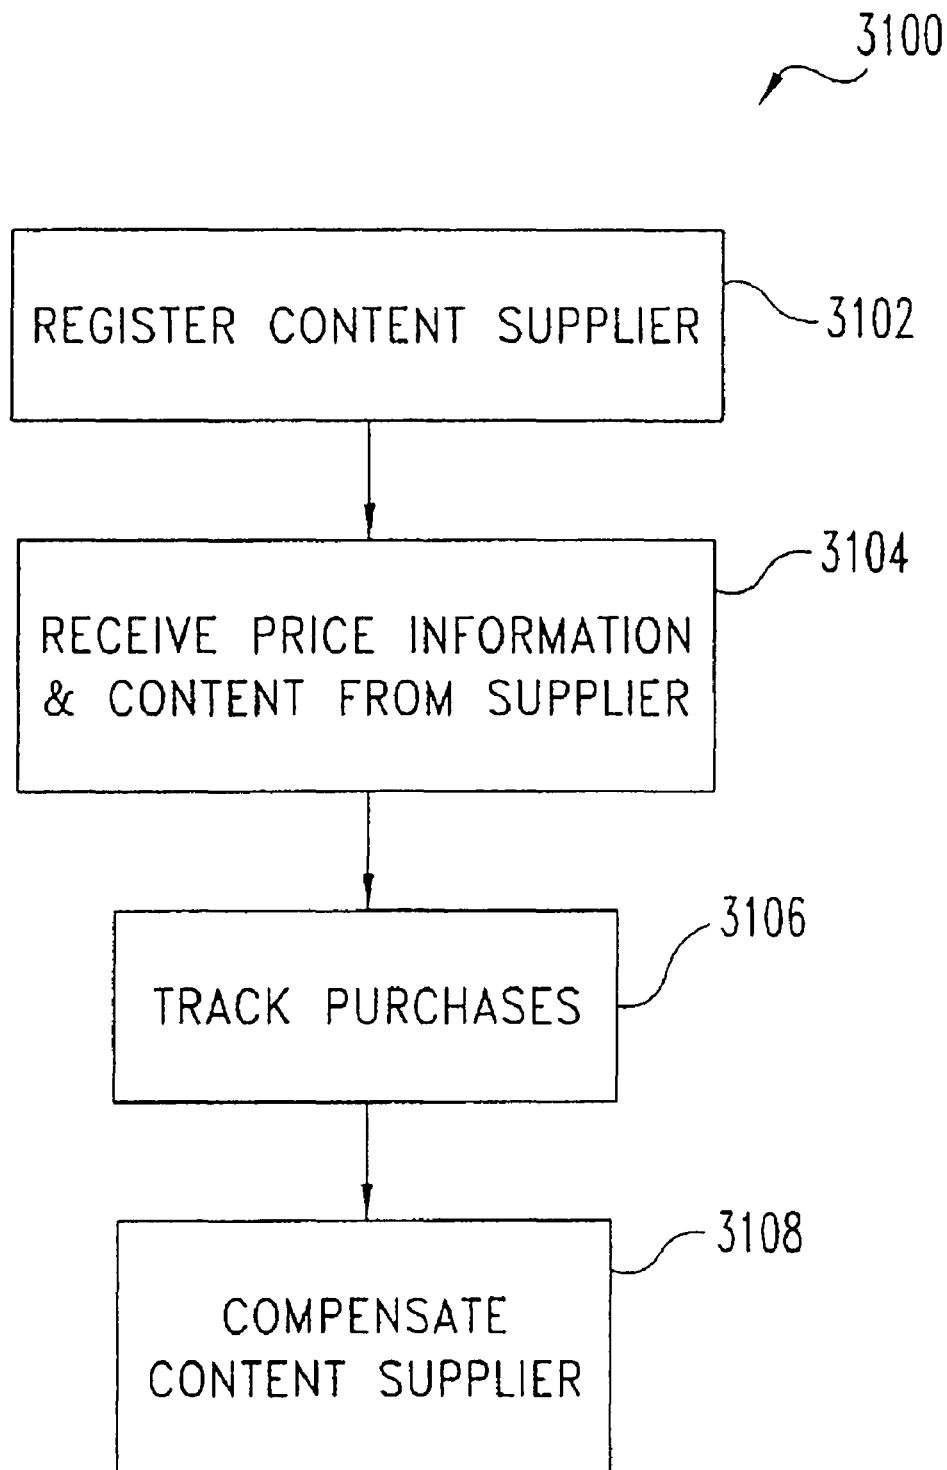 3100
REGISTER CONTENT SUPPLIER
3102
3104
RECEIVE PRICE INFORMATION
& CONTENT FROM SUPPLIER
3106
TRACK PURCHASES
3108
COMPENSATE
CONTENT SUPPLIER